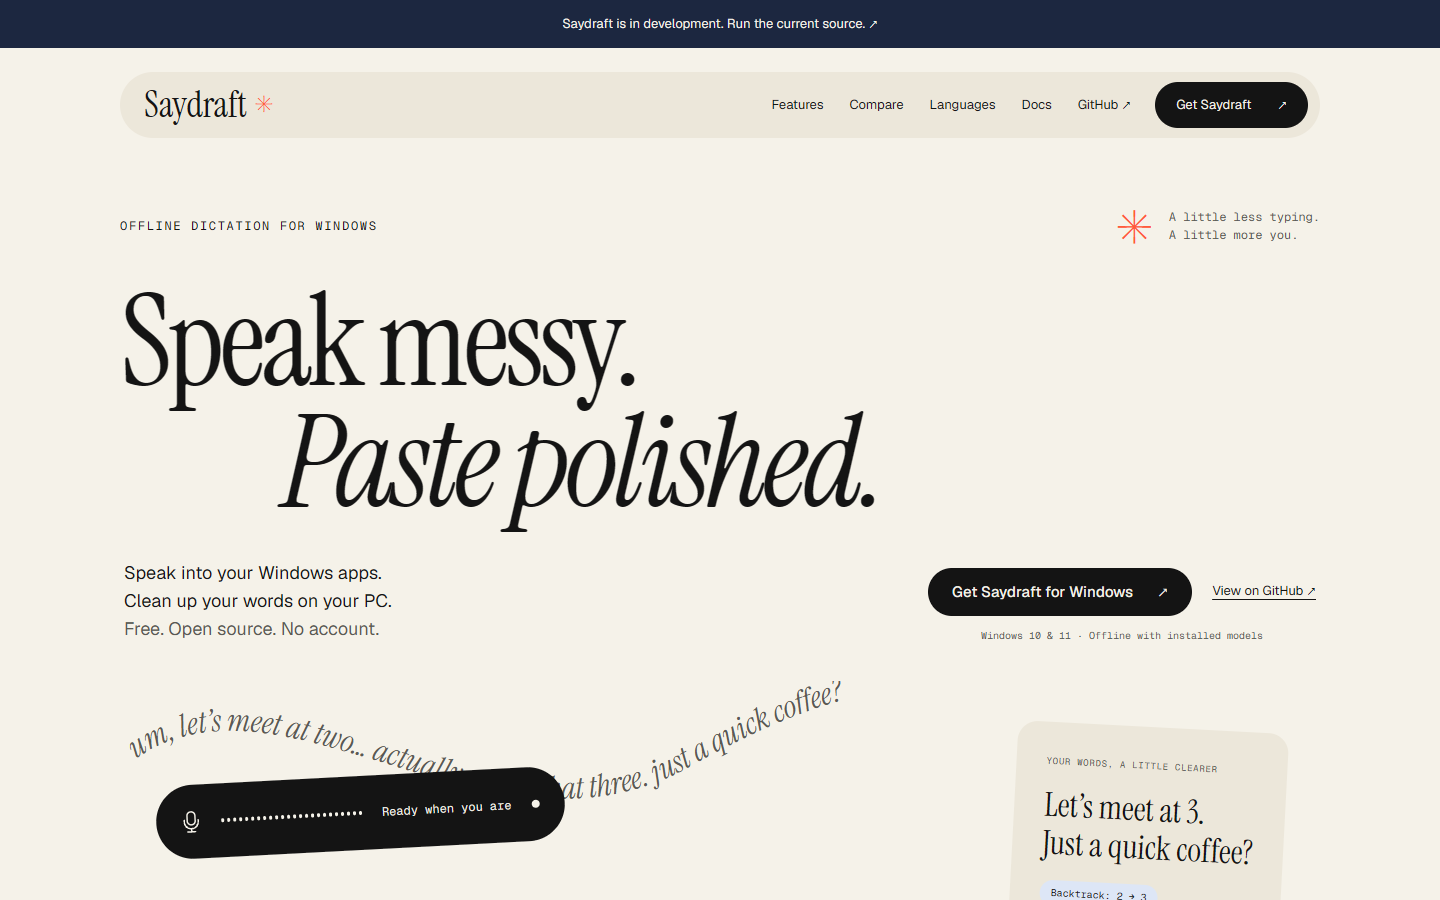 Saydraft is in development. Run the current source. ↗
Saydraft
Features Compare Languages Docs GitHub ↗ Get Saydraft ↗
OFFLINE DICTATION FOR WINDOWS
A little less typing.
A little more you.
Speak messy.
Paste polished.
Speak into your Windows apps.
Clean up your words on your PC.
Free. Open source. No account.
Get Saydraft for Windows ↗
View on GitHub ↗
Windows 10 & 11 · Offline with installed models
um, let’s meet at two... actually at three. just a quick coffee?
Ready when you are
YOUR WORDS, A LITTLE CLEARER
Let’s meet at 3.
Just a quick coffee?
Backtrack: 2 → 3